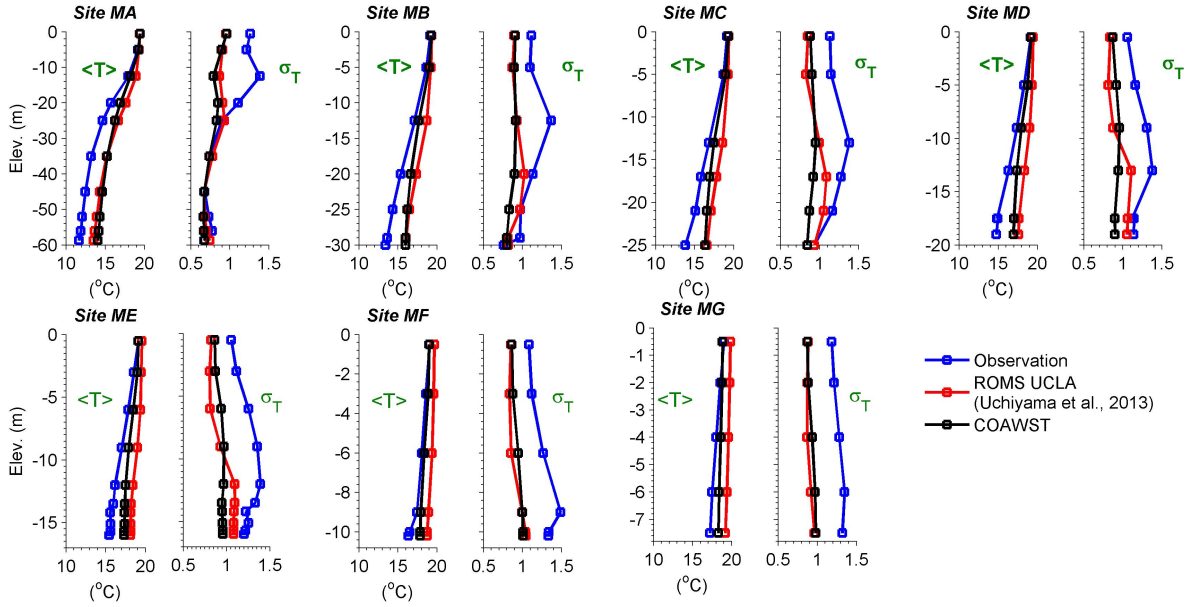 Site MA
Site MB
Site MC
Site MD
0
-10
-20
-30
-40
-50
-60
Elev. (m)
<T>
σT
10 15 20
0.5 1 1.5
(°C)
0
-5
-10
-15
-20
-25
-30
<T>
σT
10 15 20
0.5 1 1.5
(°C)
0
-5
-10
-15
-20
-25
<T>
σT
10 15 20
0.5 1 1.5
(°C)
0
-5
-10
-15
-20
<T>
σT
10 15 20
0.5 1 1.5
(°C)
Site ME
Site MF
Site MG
0
-5
-10
-15
Elev. (m)
<T>
σT
10 15 20
0.5 1 1.5
(°C)
0
-2
-4
-6
-8
-10
<T>
σT
10 15 20
0.5 1 1.5
(°C)
0
-1
-2
-3
-4
-5
-6
-7
<T>
σT
10 15 20
0.5 1 1.5
(°C)
Observation
ROMS UCLA
(Uchiyama et al., 2013)
COAWST